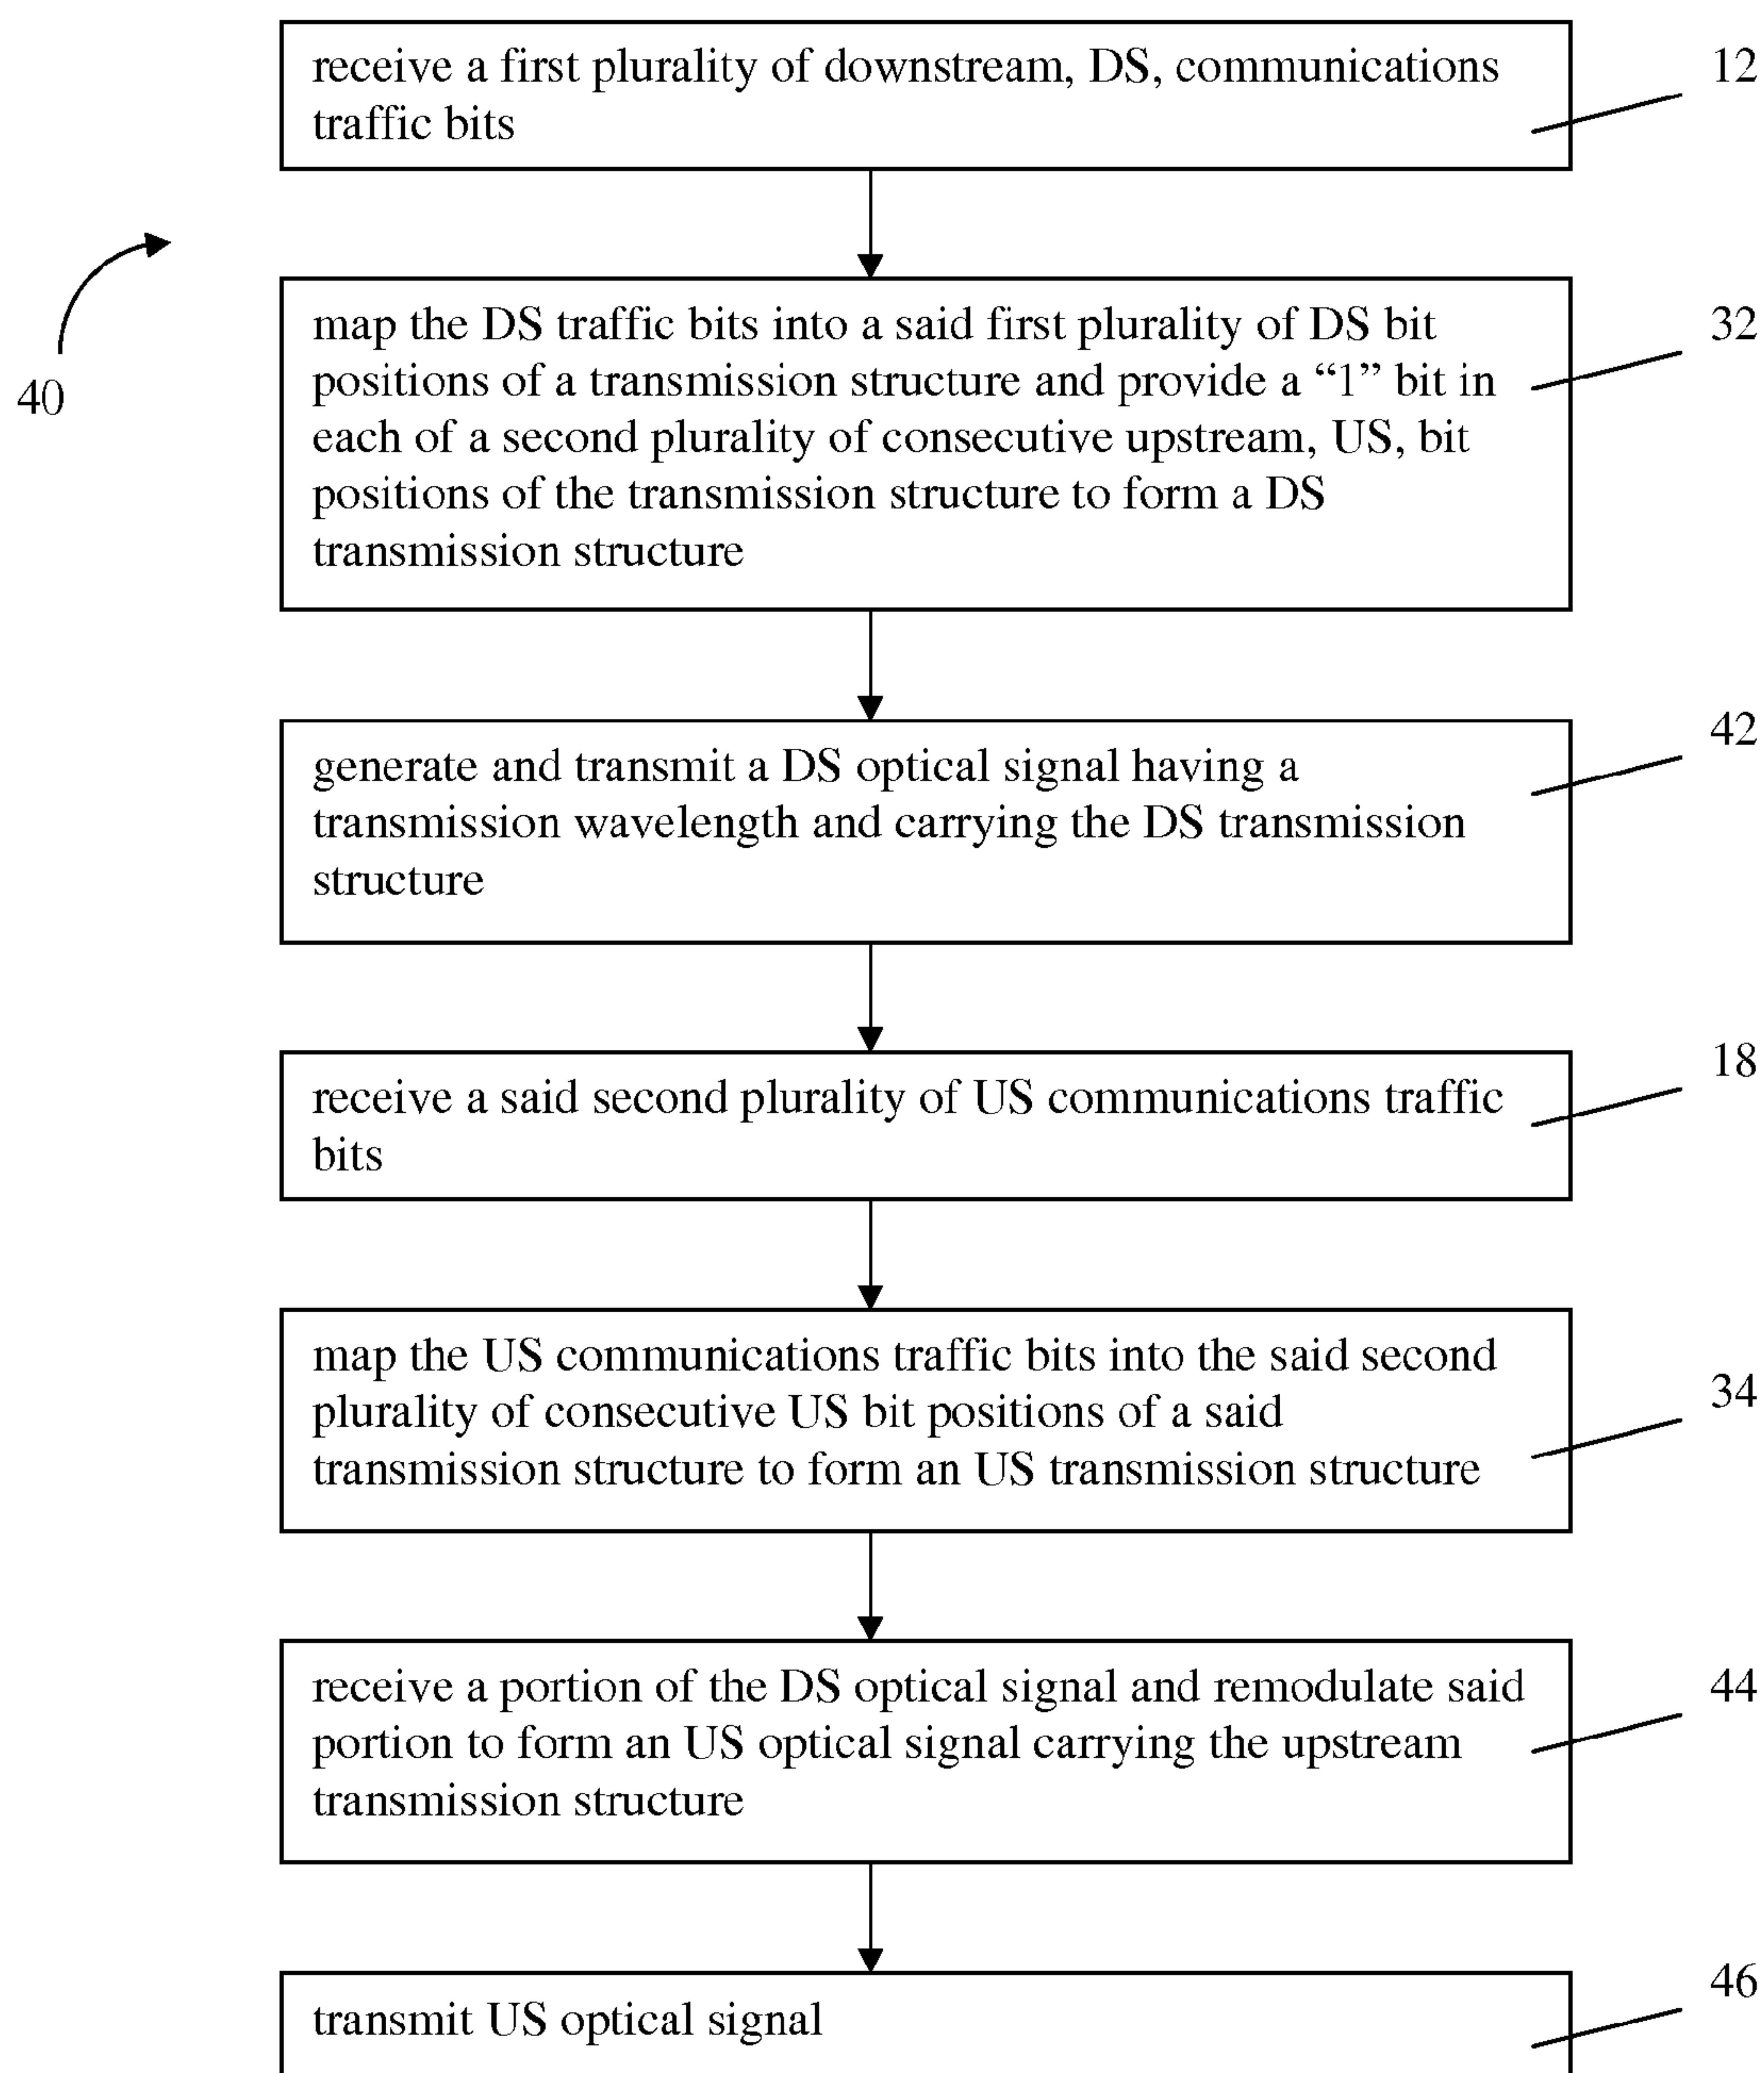 receive a first plurality of downstream, DS, communications
traffic bits
12
40
map the DS traffic bits into a said first plurality of DS bit
positions of a transmission structure and provide a “1” bit in
each of a second plurality of consecutive upstream, US, bit
positions of the transmission structure to form a DS
transmission structure
32
generate and transmit a DS optical signal having a
transmission wavelength and carrying the DS transmission
structure
42
receive a said second plurality of US communications traffic
bits
18
map the US communications traffic bits into the said second
plurality of consecutive US bit positions of a said
transmission structure to form an US transmission structure
34
receive a portion of the DS optical signal and remodulate said
portion to form an US optical signal carrying the upstream
transmission structure
44
transmit US optical signal
46